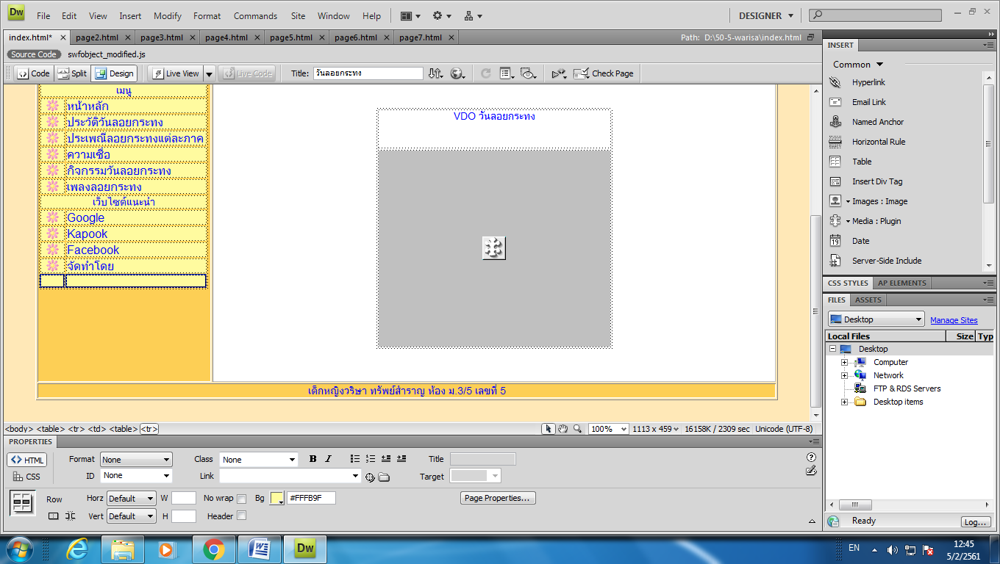 Dw File Edit View Insert Modify Format Commands Site Window Help DESIGNER
index.html* page2.html page3.html page4.html page5.html page6.html page7.html Path: D:\50-5-warisa\index.html
Source Code swfobject_modified.js
Code Split Design Live View Live Code Title: วันลอยกระทง Check Page
เมนู
หน้าหลัก
ประวัติวันลอยกระทง
ประเพณีลอยกระทงแต่ละภาค
ความเชื่อ
กิจกรรมวันลอยกระทง
เพลงลอยกระทง
เว็บไซต์แนะนำ
Google
Kapook
Facebook
จัดทำโดย
VDO วันลอยกระทง
เด็กหญิงวริษา ทรัพย์สำราญ ห้อง ม.3/5 เลขที่ 5
<body> <table> <tr> <td> <table> <tr> 100% 1113 x 459 16158K / 2309 sec Unicode (UTF-8)
PROPERTIES
HTML Format None Class None B I Title
CSS ID None Link Target
Row Horz Default W No wrap Bg #FFFB9F Page Properties...
Vert Default H Header
INSERT
Common
Hyperlink
Email Link
Named Anchor
Horizontal Rule
Table
Insert Div Tag
Images : Image
Media : Plugin
19 Date
Server-Side Include
CSS STYLES AP ELEMENTS
FILES ASSETS
Desktop Manage Sites
Local Files Size Typ
Desktop
Computer
Network
FTP & RDS Servers
Desktop items
Ready Log...
Dw EN 12:45
5/2/2561